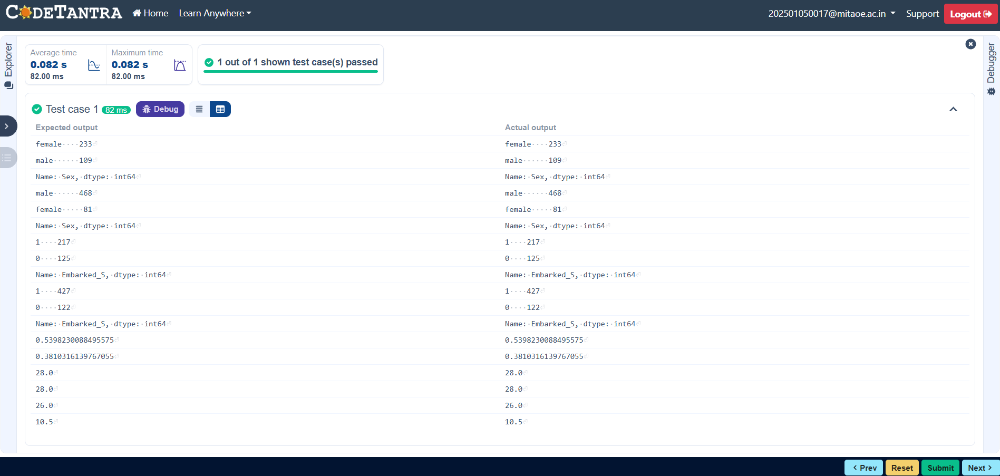 CODETANTRA Home Learn Anywhere 202501050017@mitaoe.ac.in Support Logout
Explorer
Debugger
Average time Maximum time
0.082 s 0.082 s
82.00 ms 82.00 ms
1 out of 1 shown test case(s) passed
Test case 1 82 ms Debug
Expected output Actual output
female····233 female····233
male······109 male······109
Name:·Sex,·dtype:·int64 Name:·Sex,·dtype:·int64
male······468 male······468
female·····81 female·····81
Name:·Sex,·dtype:·int64 Name:·Sex,·dtype:·int64
1····217 1····217
0····125 0····125
Name:·Embarked_S,·dtype:·int64 Name:·Embarked_S,·dtype:·int64
1····427 1····427
0····122 0····122
Name:·Embarked_S,·dtype:·int64 Name:·Embarked_S,·dtype:·int64
0.5398230088495575 0.5398230088495575
0.3810316139767055 0.3810316139767055
28.0 28.0
28.0 28.0
26.0 26.0
10.5 10.5
Prev Reset Submit Next